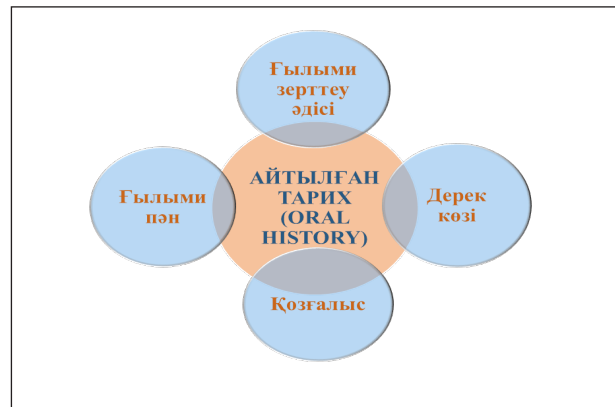 Ғылыми
зерттеу
әдісі
Ғылыми
пән
АЙТЫЛҒАН
ТАРИХ
(ORAL
HISTORY)
Дерек
көзі
Қозғалыс